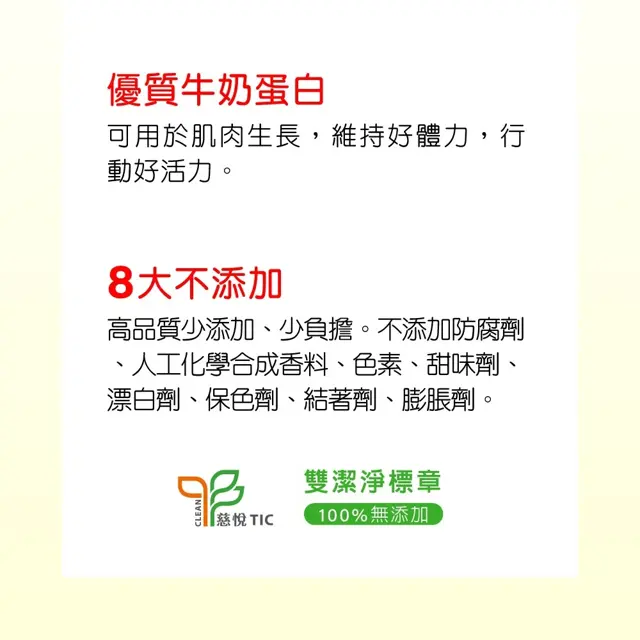 優質牛奶蛋白
可用於肌肉生長，維持好體力，行
動好活力。
8大不添加
高品質少添加、少負擔。不添加防腐劑
、人工化學合成香料、色素、甜味劑、
漂白劑、保色劑、結著劑、膨脹劑。
CLEAN
慈悅TIC
雙潔淨標章
100%無添加